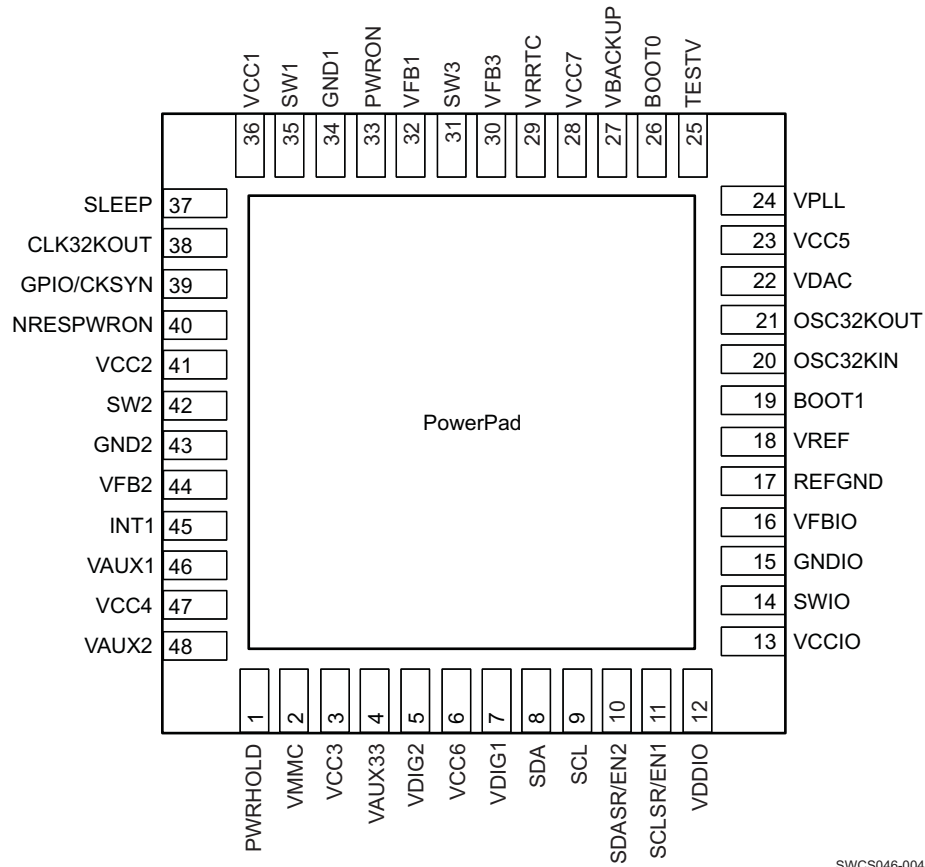 VCC1
SW1
GND1
PWRON
VFB1
SW3
VFB3
VRRTC
VCC7
VBACKUP
BOOT0
TESTV
36
35
34
33
32
31
30
29
28
27
26
25
SLEEP 37
CLK32KOUT 38
GPIO/CKSYN 39
NRESPWRON 40
VCC2 41
SW2 42
GND2 43
VFB2 44
INT1 45
VAUX1 46
VCC4 47
VAUX2 48
PowerPad
24 VPLL
23 VCC5
22 VDAC
21 OSC32KOUT
20 OSC32KIN
19 BOOT1
18 VREF
17 REFGND
16 VFBIO
15 GNDIO
14 SWIO
13 VCCIO
1
2
3
4
5
6
7
8
9
10
11
12
PWRHOLD
VMMC
VCC3
VAUX33
VDIG2
VCC6
VDIG1
SDA
SCL
SDASR/EN2
SCLSR/EN1
VDDIO
SWCS046-004